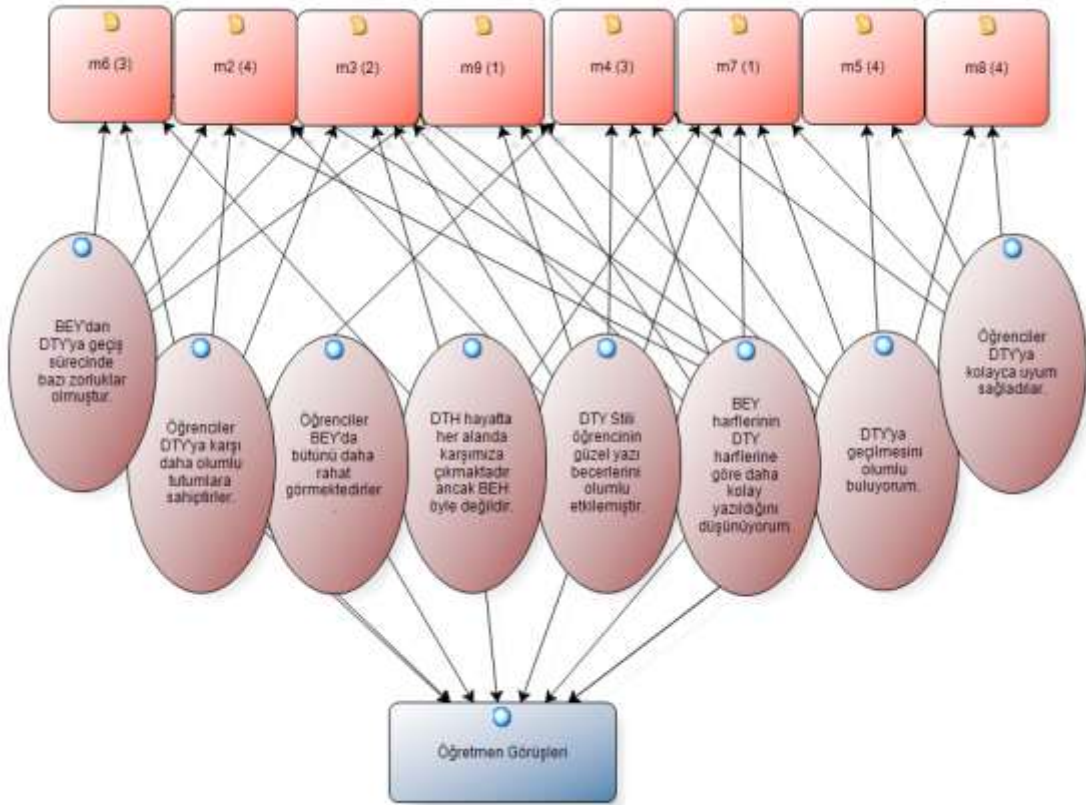 m6 (3)
m2 (4)
m3 (2)
m9 (1)
m4 (3)
m7 (1)
m5 (4)
m8 (4)
BEY'dan
DTY'ya geçiş
sürecinde
bazı zorluklar
olmuştur.
Öğrenciler
DTY'ya karşı
daha olumlu
tutumlara
sahiptirler.
Öğrenciler
BEY'da
bütünü daha
rahat
görmektedirler
.
DTH hayatta
her alanda
karşımıza
çıkmaktadır
ancak BEH
öyle değildir.
DTY Stili
öğrencinin
güzel yazı
becerlerini
olumlu
etkilemiştir.
BEY
harflerinin
DTY
harflerine
göre daha
kolay
yazıldığını
düşünüyorum
DTY'ya
geçilmesini
olumlu
buluyorum.
Öğrenciler
DTY'ya
kolayca uyum
sağladılar.
Öğretmen Görüşleri